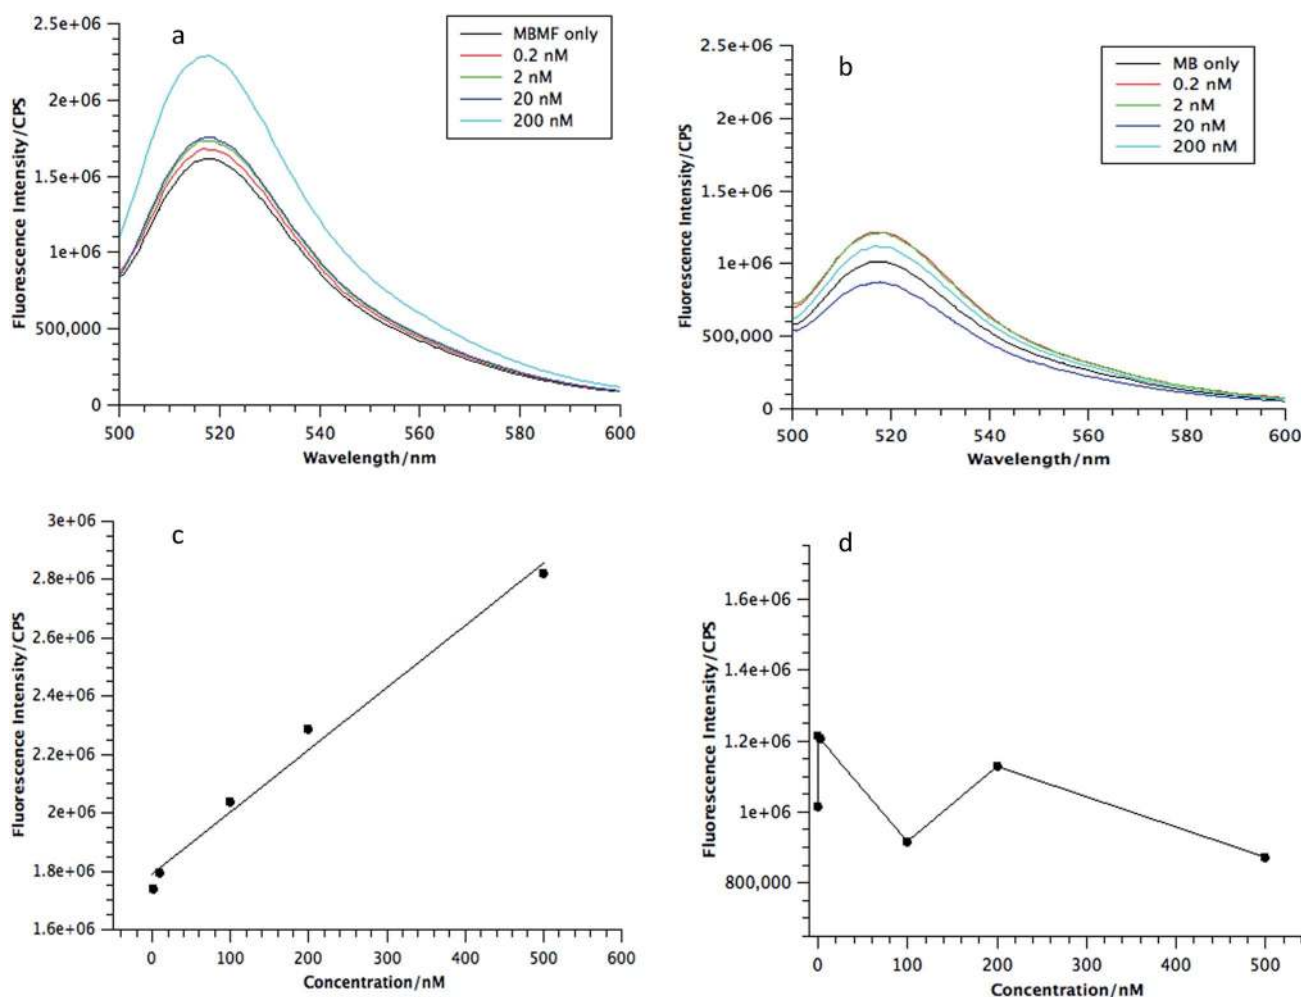 a
MBMF only
0.2 nM
2 nM
20 nM
200 nM
Fluorescence Intensity/CPS
2.5e+06
2e+06
1.5e+06
1e+06
500,000
0
500
520
540
560
580
600
Wavelength/nm
b
MB only
0.2 nM
2 nM
20 nM
200 nM
Fluorescence Intensity/CPS
2.5e+06
2e+06
1.5e+06
1e+06
500,000
0
500
520
540
560
580
600
Wavelength/nm
c
Fluorescence Intensity/CPS
3e+06
2.8e+06
2.6e+06
2.4e+06
2.2e+06
2e+06
1.8e+06
1.6e+06
0
100
200
300
400
500
600
Concentration/nM
d
Fluorescence Intensity/CPS
1.6e+06
1.4e+06
1.2e+06
1e+06
800,000
0
100
200
300
400
500
Concentration/nM